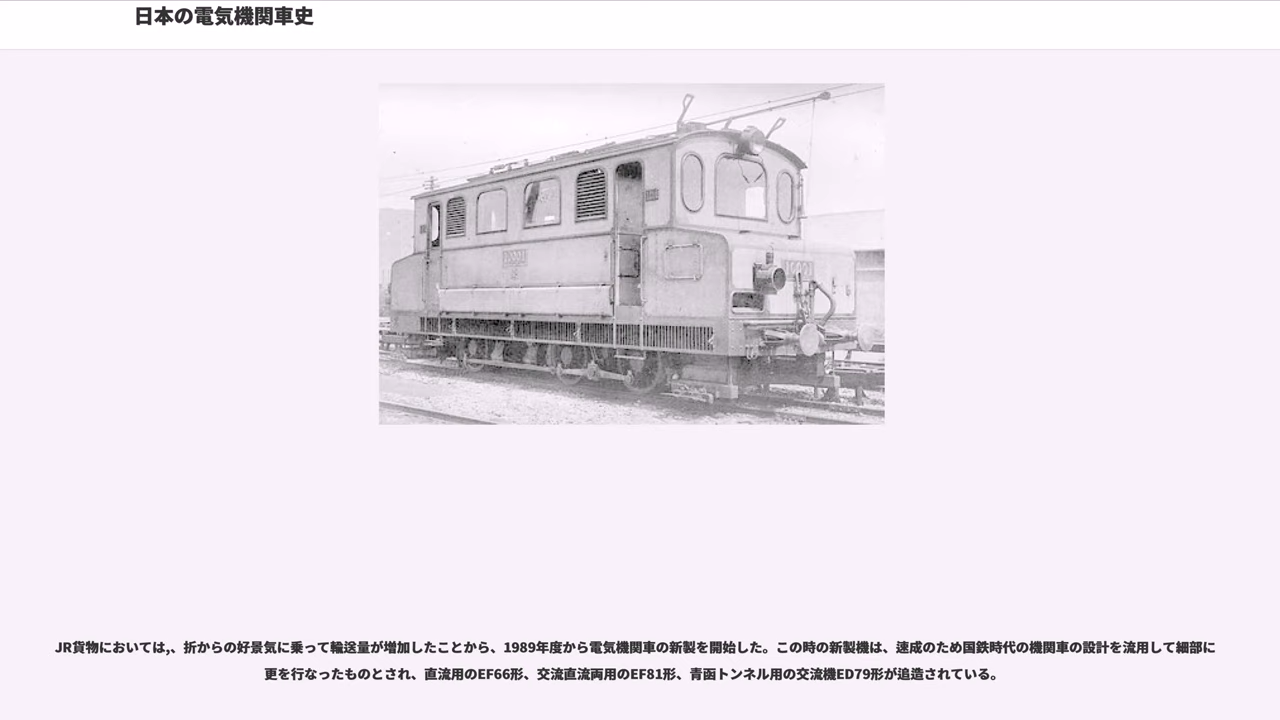 日本の電気機関車史
JR貨物においては,、折からの好景気に乗って輸送量が増加したことから、1989年度から電気機関車の新製を開始した。この時の新製機は、速成のため国鉄時代の機関車の設計を流用して細部に
更を行なったものとされ、直流用のEF66形、交流直流両用のEF81形、青函トンネル用の交流機ED79形が追造されている。